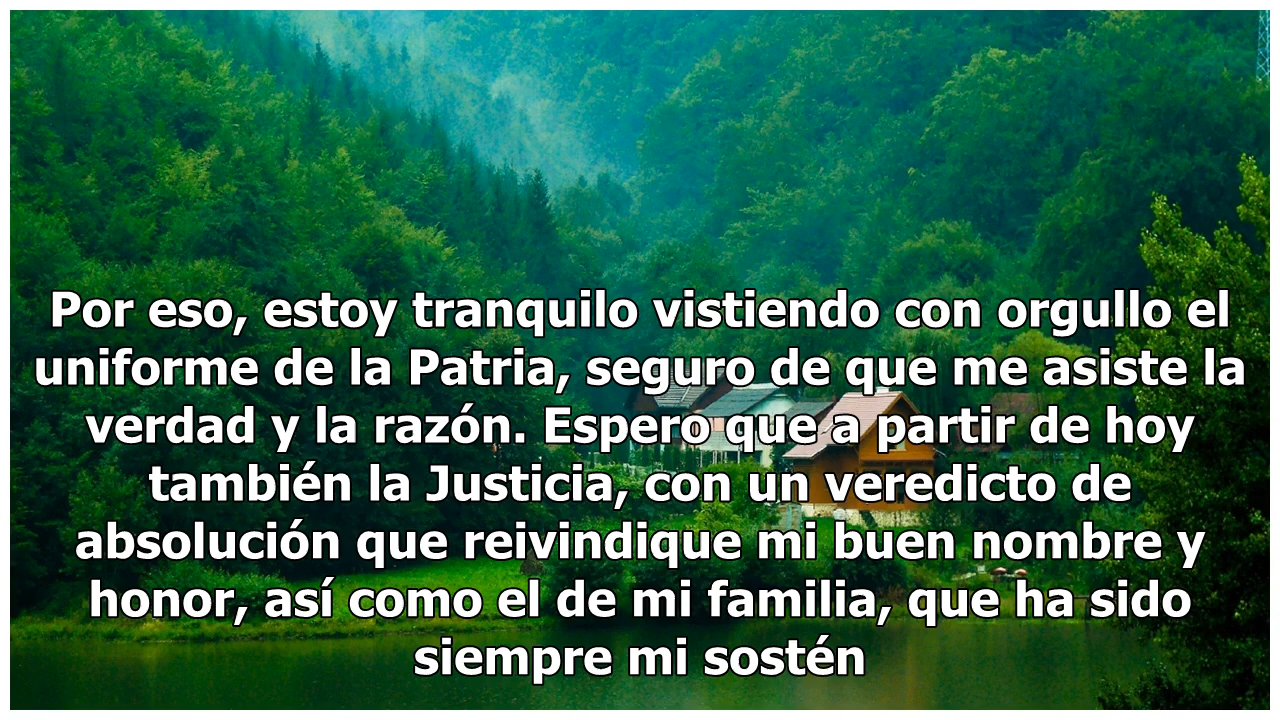 Por eso, estoy tranquilo vistiendo con orgullo el
uniforme de la Patria, seguro de que me asiste la
verdad y la razón. Espero que a partir de hoy
también la Justicia, con un veredicto de
absolución que reivindique mi buen nombre y
honor, así como el de mi familia, que ha sido
siempre mi sostén